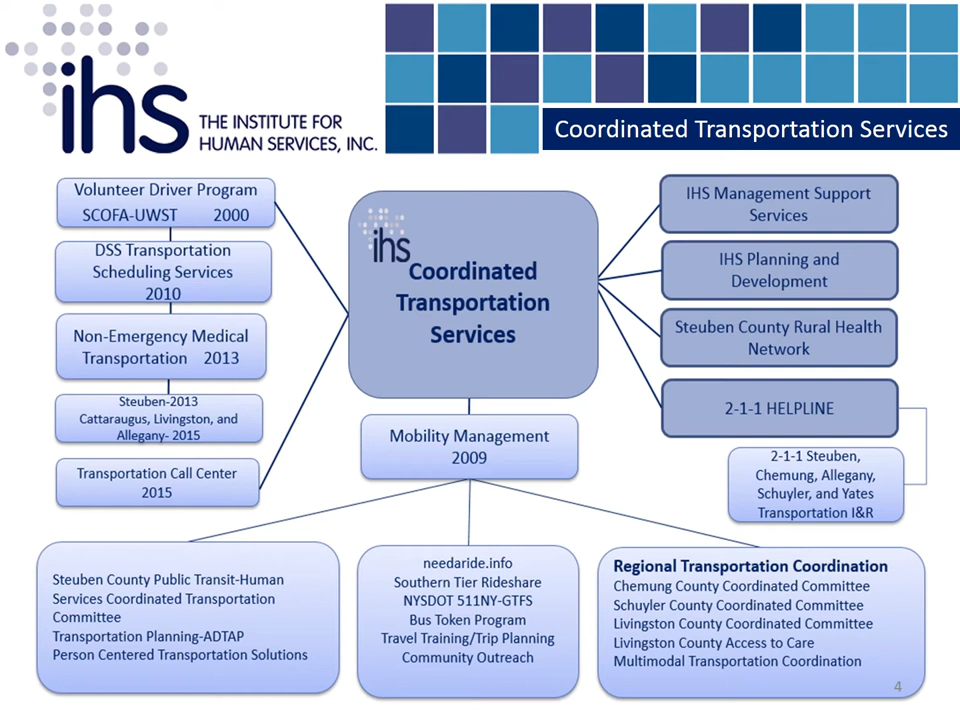 ihs THE INSTITUTE FOR
HUMAN SERVICES, INC.
Coordinated Transportation Services
Volunteer Driver Program
SCOFA-UWST 2000
DSS Transportation
Scheduling Services
2010
Non-Emergency Medical
Transportation 2013
Steuben-2013
Cattaraugus, Livingston, and
Allegany- 2015
Transportation Call Center
2015
ihs
Coordinated
Transportation
Services
Mobility Management
2009
IHS Management Support
Services
IHS Planning and
Development
Steuben County Rural Health
Network
2-1-1 HELPLINE
2-1-1 Steuben,
Chemung, Allegany,
Schuyler, and Yates
Transportation I&R
Steuben County Public Transit-Human
Services Coordinated Transportation
Committee
Transportation Planning-ADTAP
Person Centered Transportation Solutions
needaride.info
Southern Tier Rideshare
NYSDOT 511NY-GTFS
Bus Token Program
Travel Training/Trip Planning
Community Outreach
Regional Transportation Coordination
Chemung County Coordinated Committee
Schuyler County Coordinated Committee
Livingston County Coordinated Committee
Livingston County Access to Care
Multimodal Transportation Coordination
4